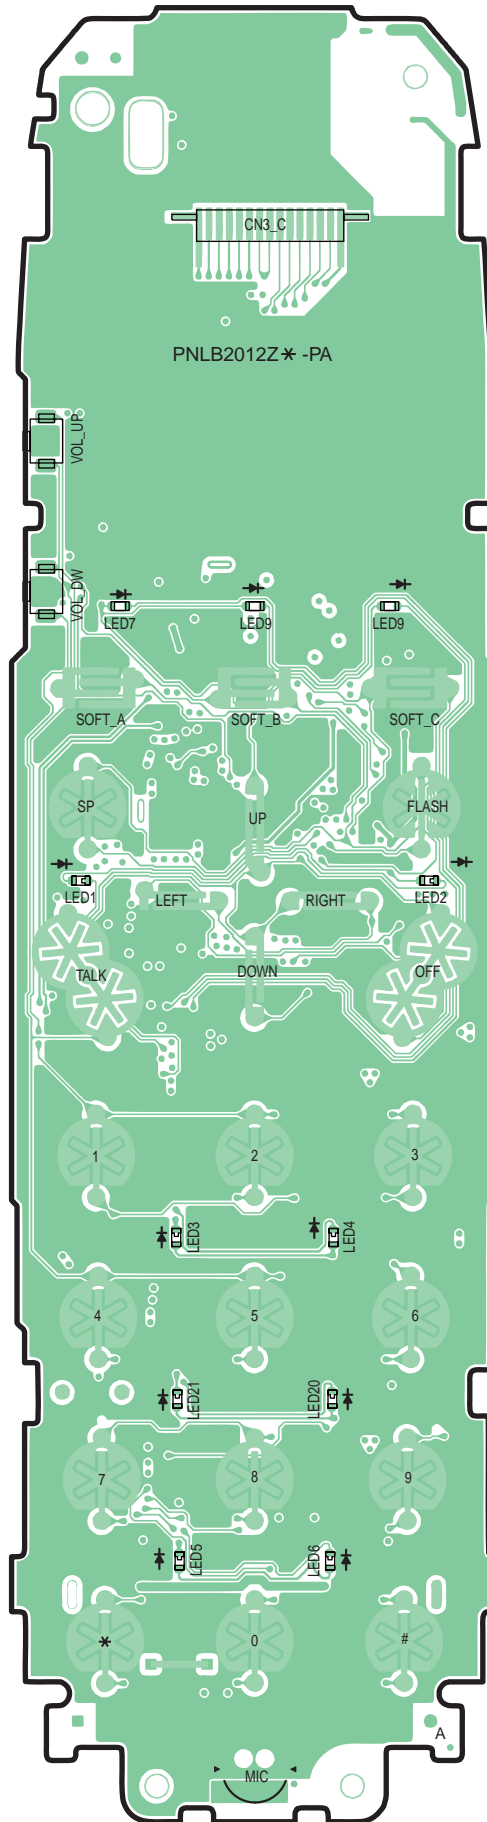 CN3_C
PNLB2012Z* -PA
VOL_UP
VOL_DW
LED7 LED9 LED9
SOFT_A SOFT_B SOFT_C
SP UP FLASH
LED1 LED2
LEFT RIGHT
TALK DOWN OFF
1 2 3
LED3 LED4
4 5 6
LED21 LED20
7 8 9
LED5 LED6
* 0 #
A
MIC